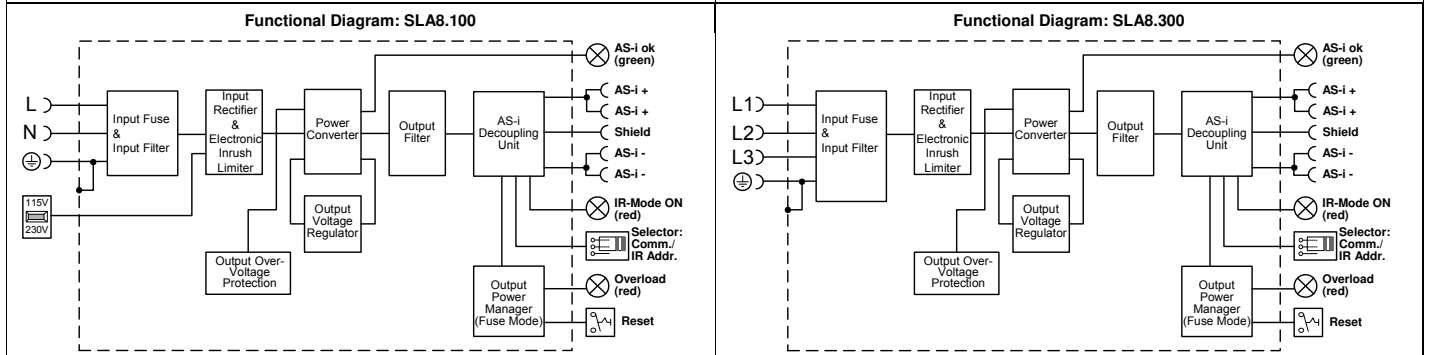 Functional Diagram: SLA8.100
AS-i ok
(green)
L
N
Input Fuse
&
Input Filter
Input
Rectifier
&
Electronic
Inrush
Limiter
Power
Converter
Output
Filter
AS-i
Decoupling
Unit
AS-i +
AS-i +
Shield
AS-i -
AS-i -
115V
230V
Output
Voltage
Regulator
IR-Mode ON
(red)
Selector:
Comm./
IR Addr.
Output Over-
Voltage
Protection
Output
Power
Manager
(Fuse Mode)
Overload
(red)
Reset
Functional Diagram: SLA8.300
AS-i ok
(green)
L1
L2
L3
Input Fuse
&
Input Filter
Input
Rectifier
&
Electronic
Inrush
Limiter
Power
Converter
Output
Filter
AS-i
Decoupling
Unit
AS-i +
AS-i +
Shield
AS-i -
AS-i -
Output
Voltage
Regulator
IR-Mode ON
(red)
Selector:
Comm./
IR Addr.
Output Over-
Voltage
Protection
Output
Power
Manager
(Fuse Mode)
Overload
(red)
Reset